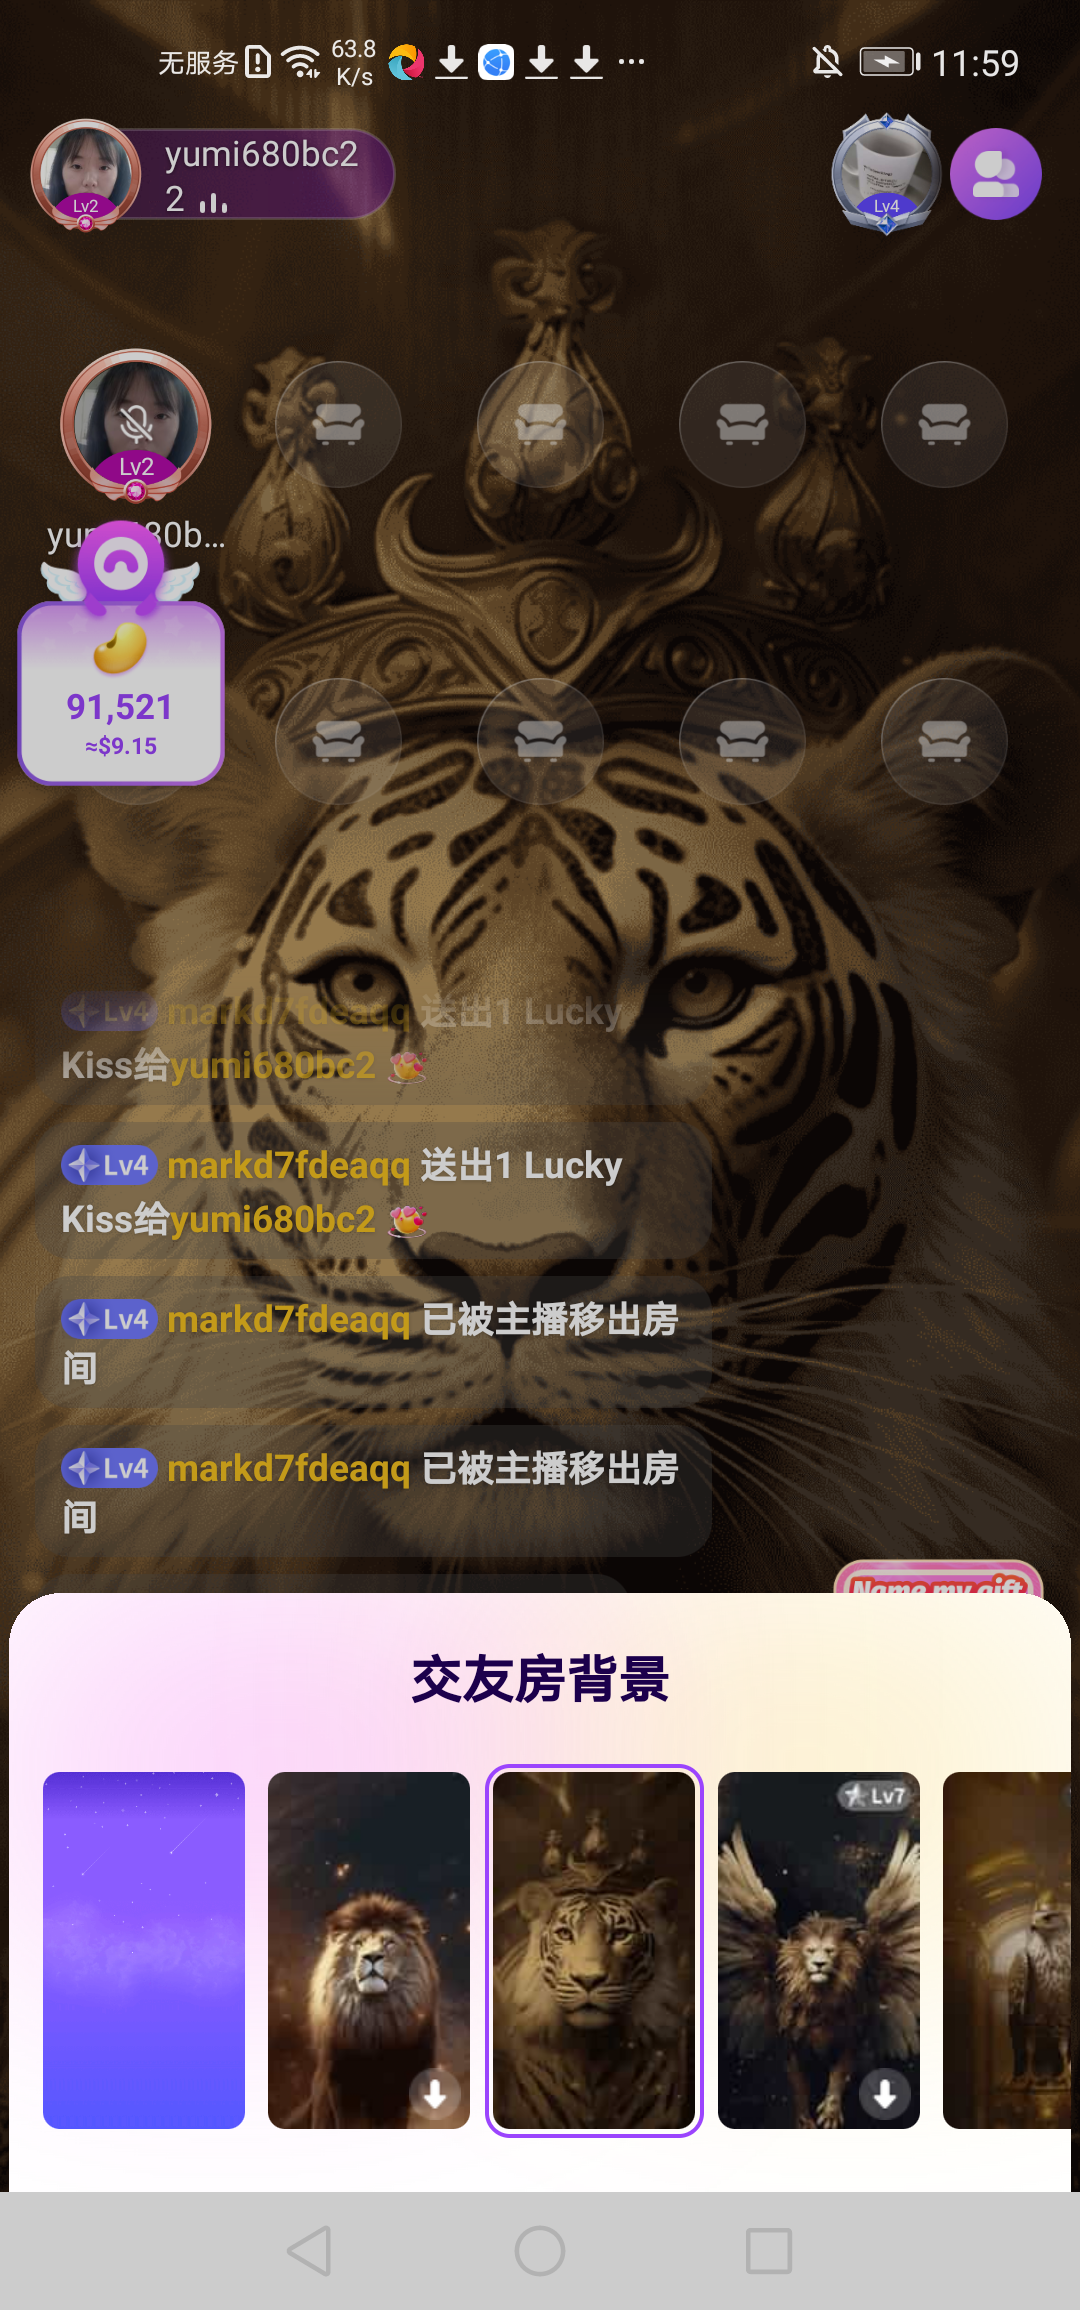 无服务 63.8 K/s 11:59
yumi680bc2
2
Lv2
Lv4
Lv2
91,521
≈$9.15
Lv4 markd7fdeaqq 送出1 Lucky
Kiss给yumi680bc2
Lv4 markd7fdeaqq 送出1 Lucky
Kiss给yumi680bc2
Lv4 markd7fdeaqq 已被主播移出房
间
Lv4 markd7fdeaqq 已被主播移出房
间
Name my gift
交友房背景
Lv7